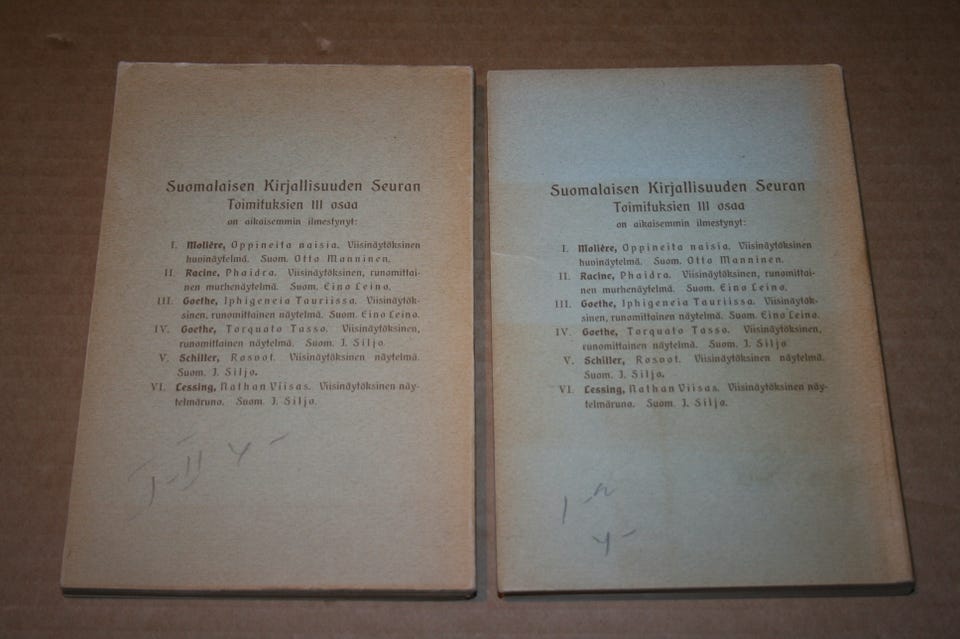 Suomalaisen Kirjallisuuden Seuran
Toimituksien III osaa
on aikaisemmin ilmestynyt:
I. Molière, Oppineita naisia. Viisinäytöksinen
huvinäytelmä. Suom. Otto Manninen.
II. Racine, Phaidra. Viisinäytöksinen, runomittai-
nen murhenäytelmä. Suom. Eino Leino.
III. Goethe, Iphigeneia Tauriissa. Viisinäytök-
sinen, runomittainen näytelmä. Suom. Eino Leino.
IV. Goethe, Torquato Tasso. Viisinäytöksinen,
runomittainen näytelmä. Suom. J. Siljo.
V. Schiller, Rosvot. Viisinäytöksinen näytelmä.
Suom. J. Siljo.
VI. Lessing, Nathan Viisas. Viisinäytöksinen näy-
telmäruno. Suom. J. Siljo.
I-II 4-
Suomalaisen Kirjallisuuden Seuran
Toimituksien III osaa
on aikaisemmin ilmestynyt:
I. Molière, Oppineita naisia. Viisinäytöksinen
huvinäytelmä. Suom. Otto Manninen.
II. Racine, Phaidra. Viisinäytöksinen, runomittai-
nen murhenäytelmä. Suom. Eino Leino.
III. Goethe, Iphigeneia Tauriissa. Viisinäytök-
sinen, runomittainen näytelmä. Suom. Eino Leino.
IV. Goethe, Torquato Tasso. Viisinäytöksinen,
runomittainen näytelmä. Suom. J. Siljo
V. Schiller, Rosvot. Viisinäytöksinen näytelmä.
Suom. J. Siljo.
VI. Lessing, Nathan Viisas. Viisinäytöksinen näy-
telmäruno. Suom. J. Siljo.
4-